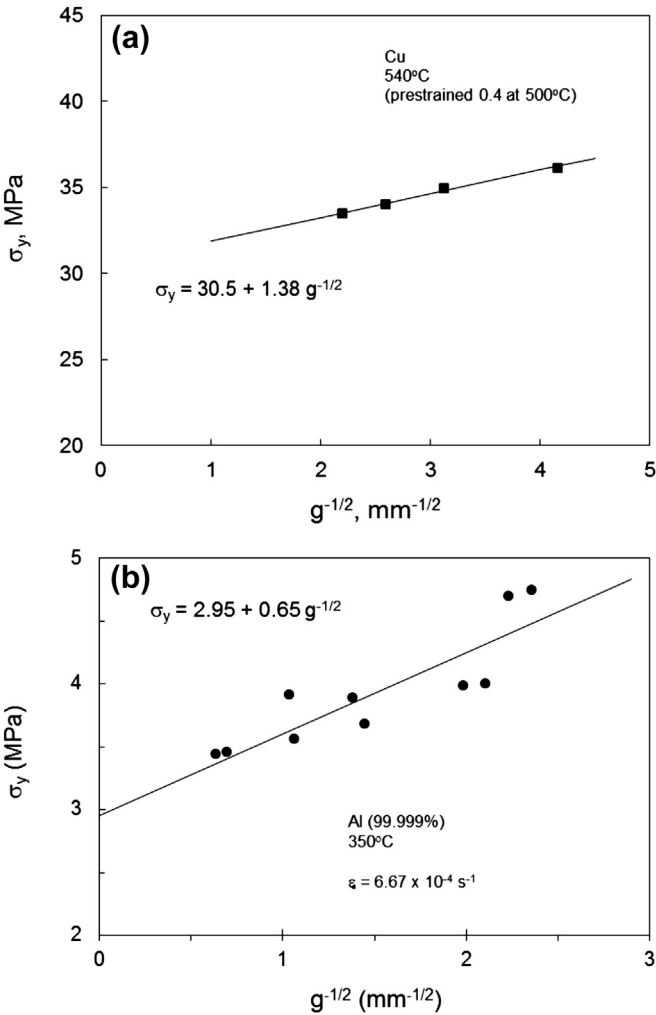 (a)
45
40
35
30
25
20
σy, MPa
Cu
540oC
(prestrained 0.4 at 500oC)
σy = 30.5 + 1.38 g-1/2
0 1 2 3 4 5
g-1/2, mm-1/2
(b)
5
4
3
2
σy (MPa)
σy = 2.95 + 0.65 g-1/2
Al (99.999%)
350oC
ε = 6.67 x 10-4 s-1
0 1 2 3
g-1/2 (mm-1/2)